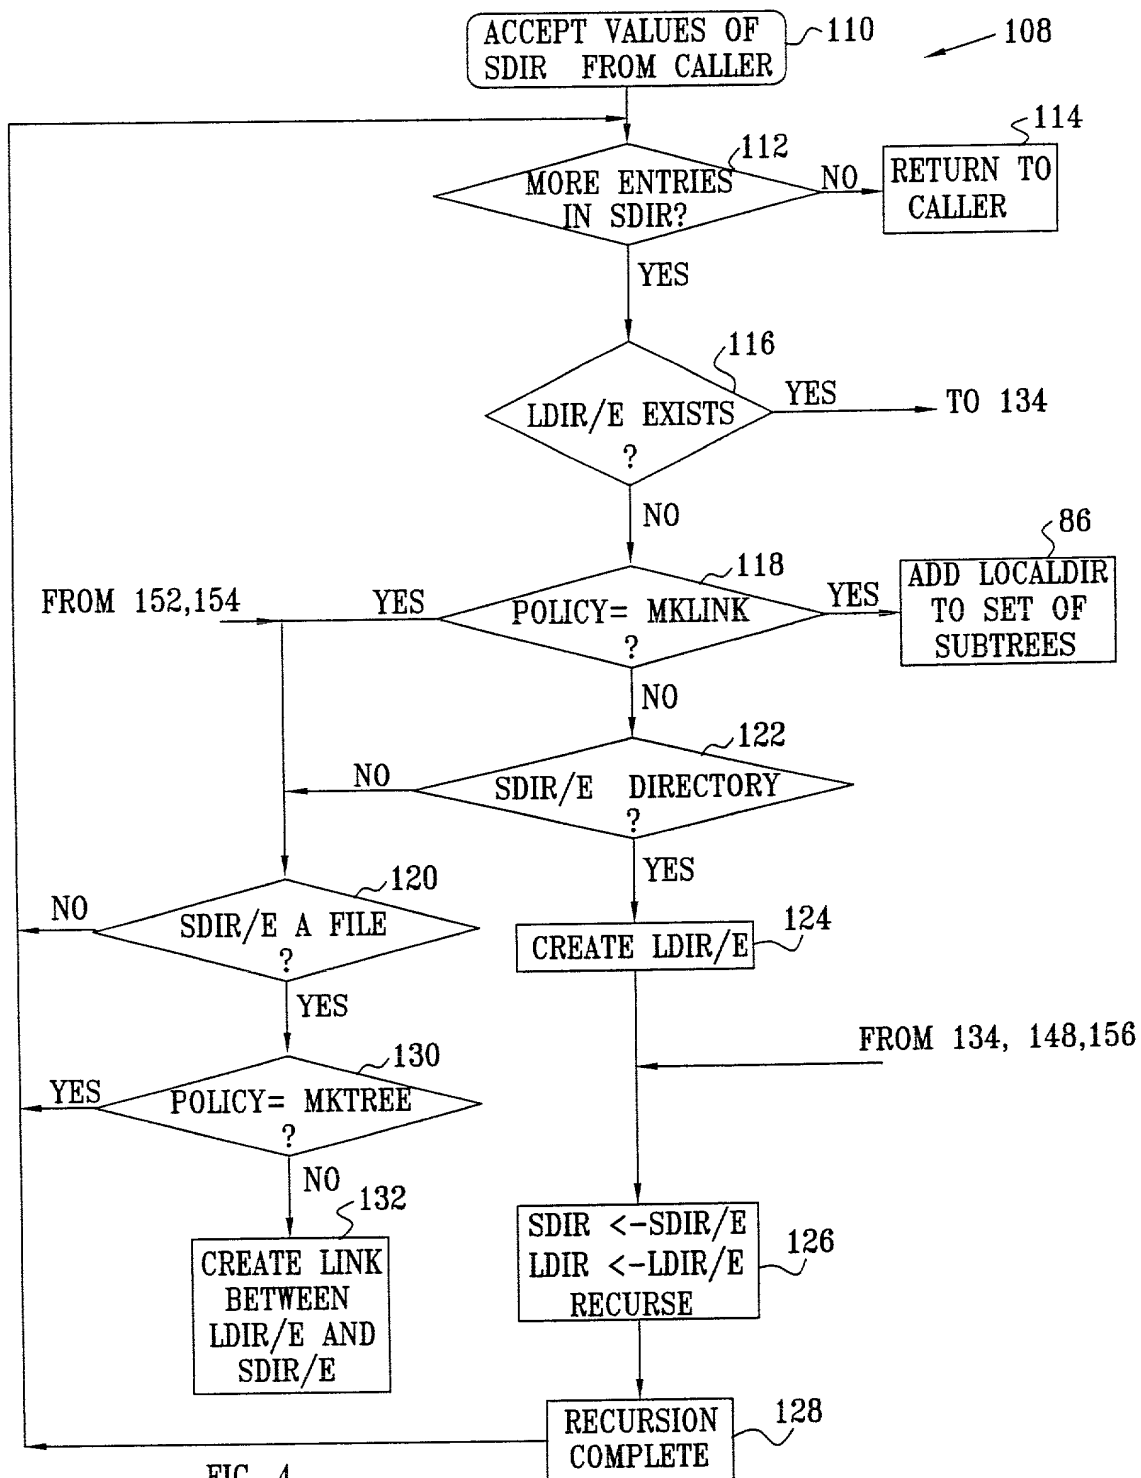 ACCEPT VALUES OF
SDIR FROM CALLER
110
108
112
MORE ENTRIES
IN SDIR?
NO
114
RETURN TO
CALLER
YES
116
LDIR/E EXISTS
?
YES
TO 134
NO
86
118
POLICY= MKLINK
?
YES
FROM 152,154
YES
ADD LOCALDIR
TO SET OF
SUBTREES
NO
122
SDIR/E DIRECTORY
?
NO
YES
120
SDIR/E A FILE
?
NO
124
CREATE LDIR/E
YES
FROM 134, 148,156
130
POLICY= MKTREE
?
YES
NO
132
CREATE LINK
BETWEEN
LDIR/E AND
SDIR/E
SDIR <-SDIR/E
LDIR <-LDIR/E
RECURSE
126
128
RECURSION
COMPLETE
FIG. 4